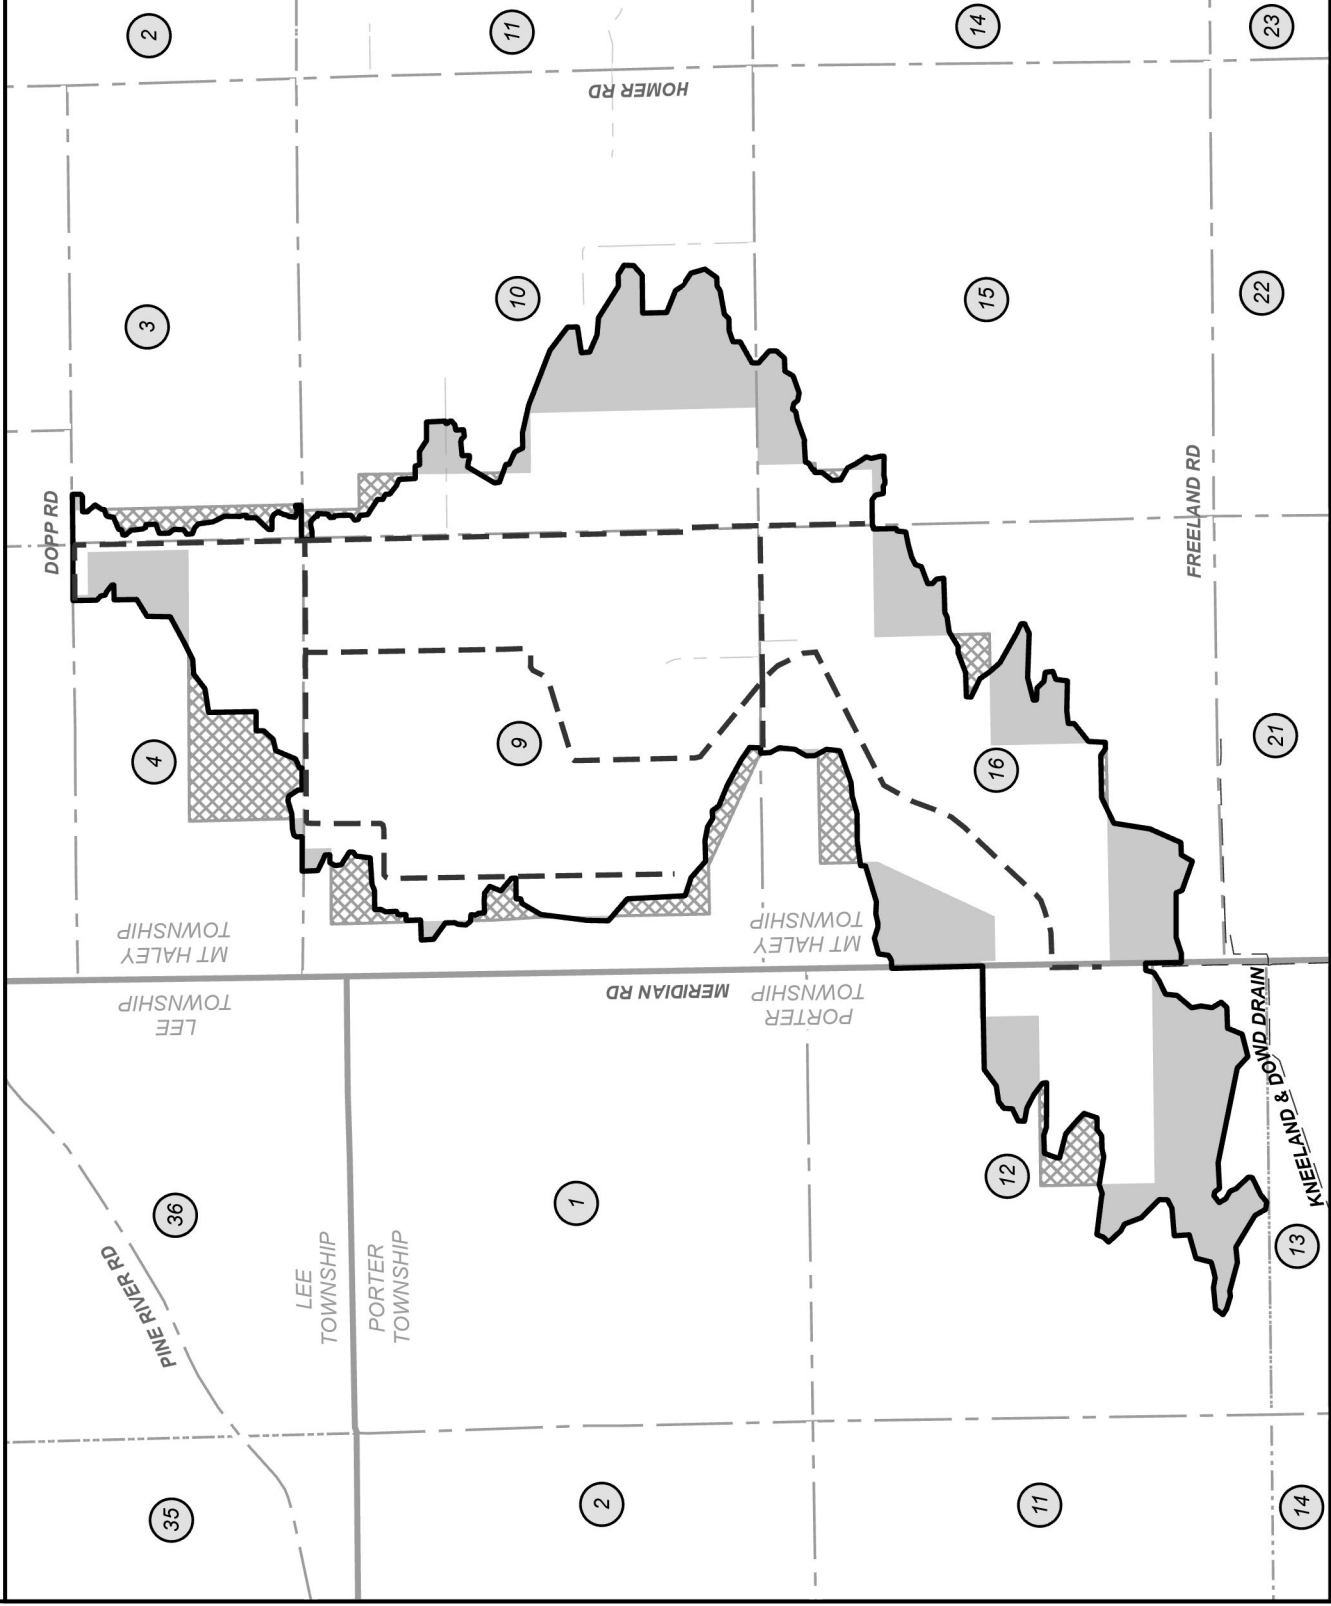 2
11
14
23
HOMER RD
3
10
15
22
DOPP RD
FREELAND RD
4
9
16
21
MT HALEY
TOWNSHIP
MT HALEY
TOWNSHIP
MERIDIAN RD
LEE
TOWNSHIP
PORTER
TOWNSHIP
KNEELAND & DOWD DRAIN
36
1
12
13
PINE RIVER RD
LEE
TOWNSHIP
PORTER
TOWNSHIP
35
2
11
14